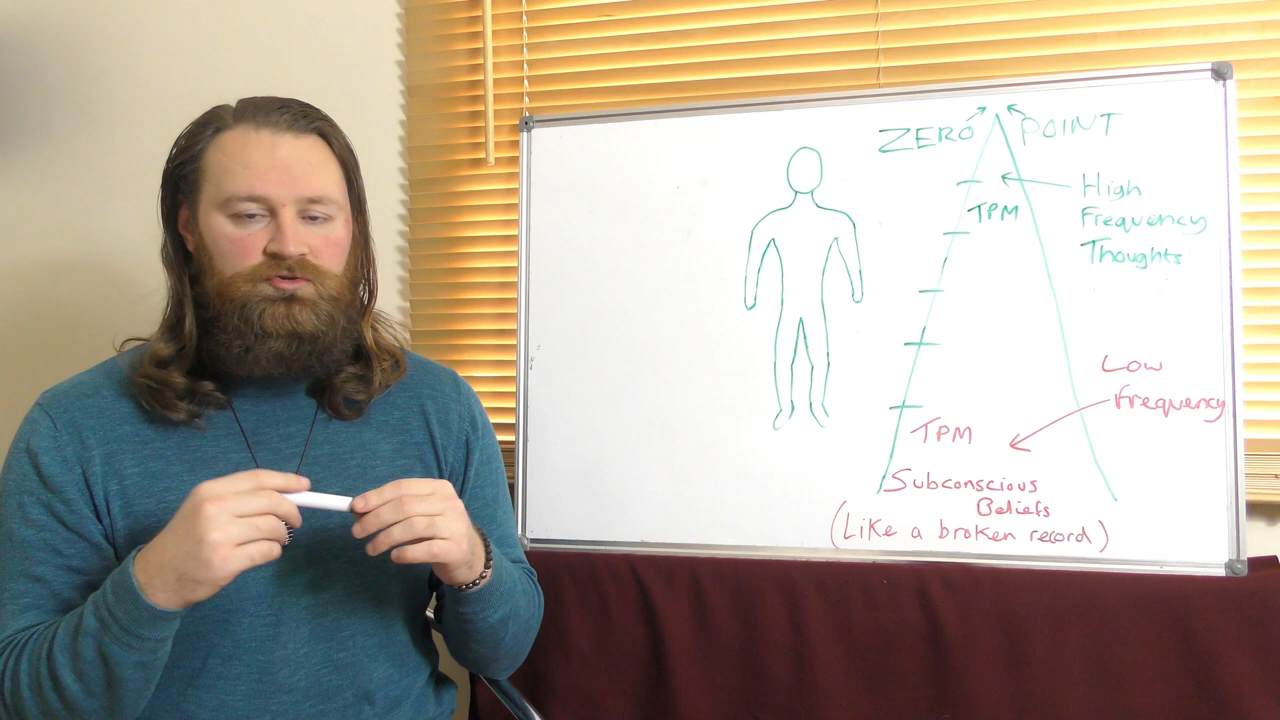 ZERO POINT
High
Frequency
Thoughts
TPM
Low
Frequency
TPM
Subconscious
Beliefs
(Like a broken record)